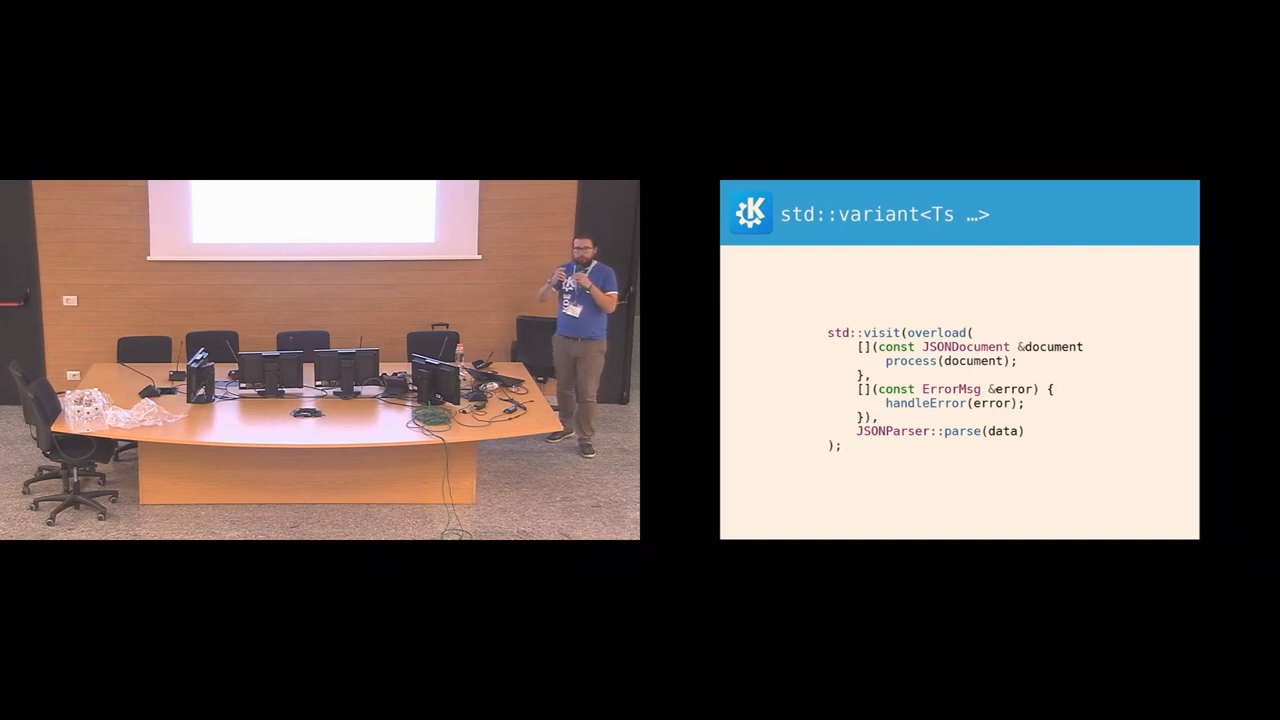 std::variant<Ts …>
std::visit(overload(
[](const JSONDocument &document
process(document);
},
[](const ErrorMsg &error) {
handleError(error);
}),
JSONParser::parse(data)
);
KDE